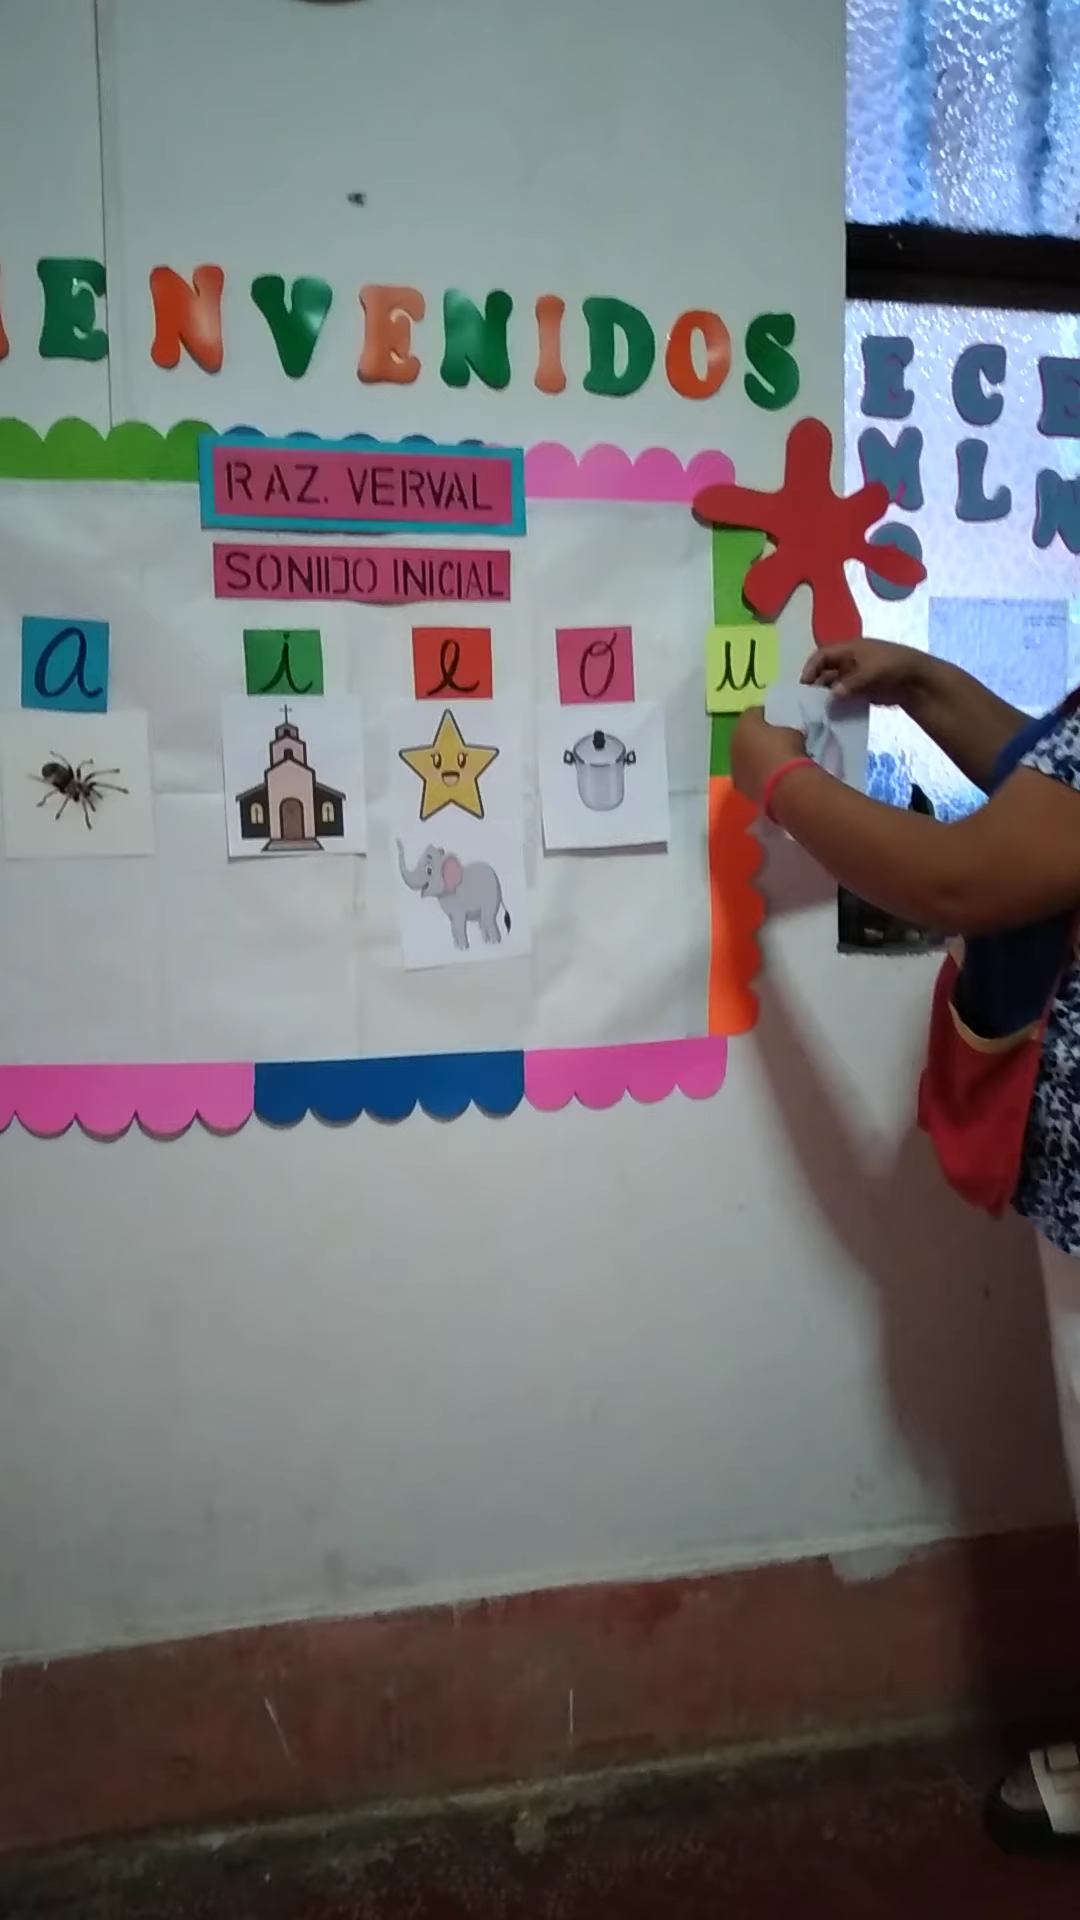 ENVENIDOS
RAZ. VERVAL
SONIDO INICIAL
a i e o u
E C E
M L N
O